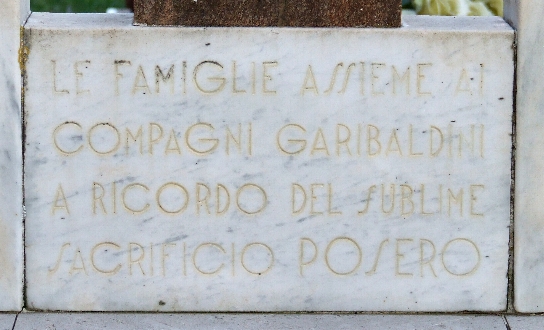 LE FAMIGLIE ASSIEME AI
COMPAGNI GARIBALDINI
A RICORDO DEL SUBLIME
SACRIFICIO POSERO